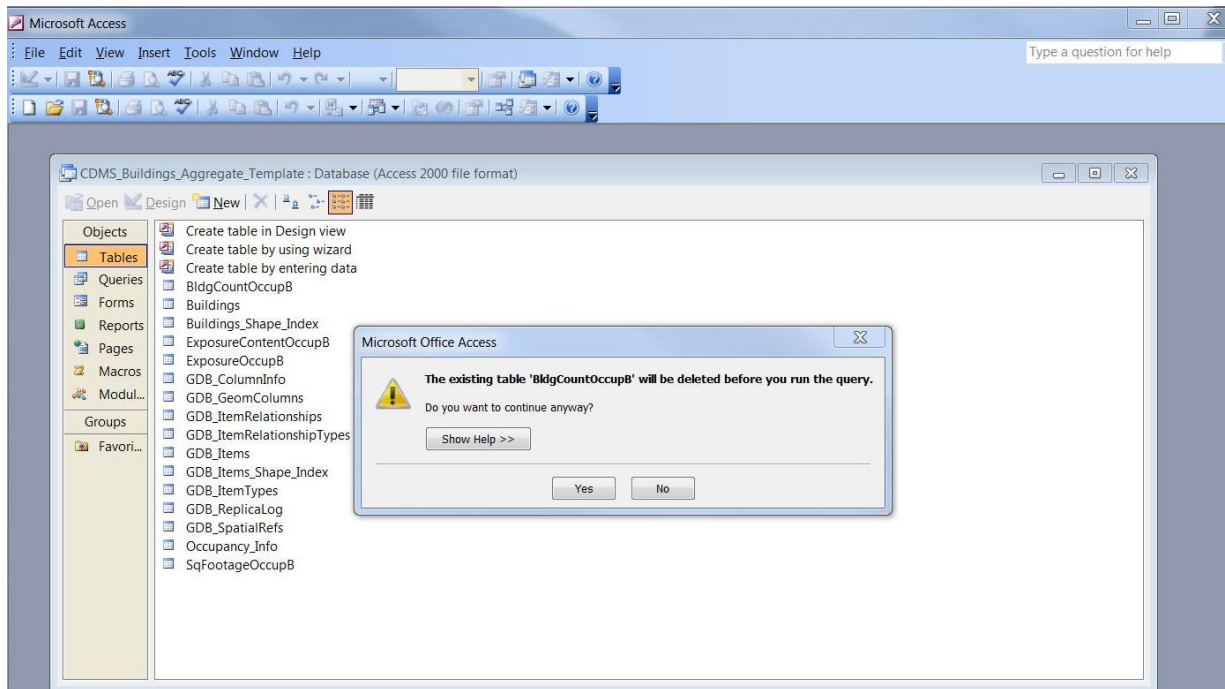 Microsoft Access
File Edit View Insert Tools Window Help
Type a question for help
CDMS_Buildings_Aggregate_Template : Database (Access 2000 file format)
Open Design New
Objects
Tables
Queries
Forms
Reports
Pages
Macros
Modul...
Groups
Favori...
Create table in Design view
Create table by using wizard
Create table by entering data
BldgCountOccupB
Buildings
Buildings_Shape_Index
ExposureContentOccupB
ExposureOccupB
GDB_ColumnInfo
GDB_GeomColumns
GDB_ItemRelationships
GDB_ItemRelationshipTypes
GDB_Items
GDB_Items_Shape_Index
GDB_ItemTypes
GDB_ReplicaLog
GDB_SpatialRefs
Occupancy_Info
SqFootageOccupB
Microsoft Office Access
The existing table 'BldgCountOccupB' will be deleted before you run the query.
Do you want to continue anyway?
Show Help >>
Yes No